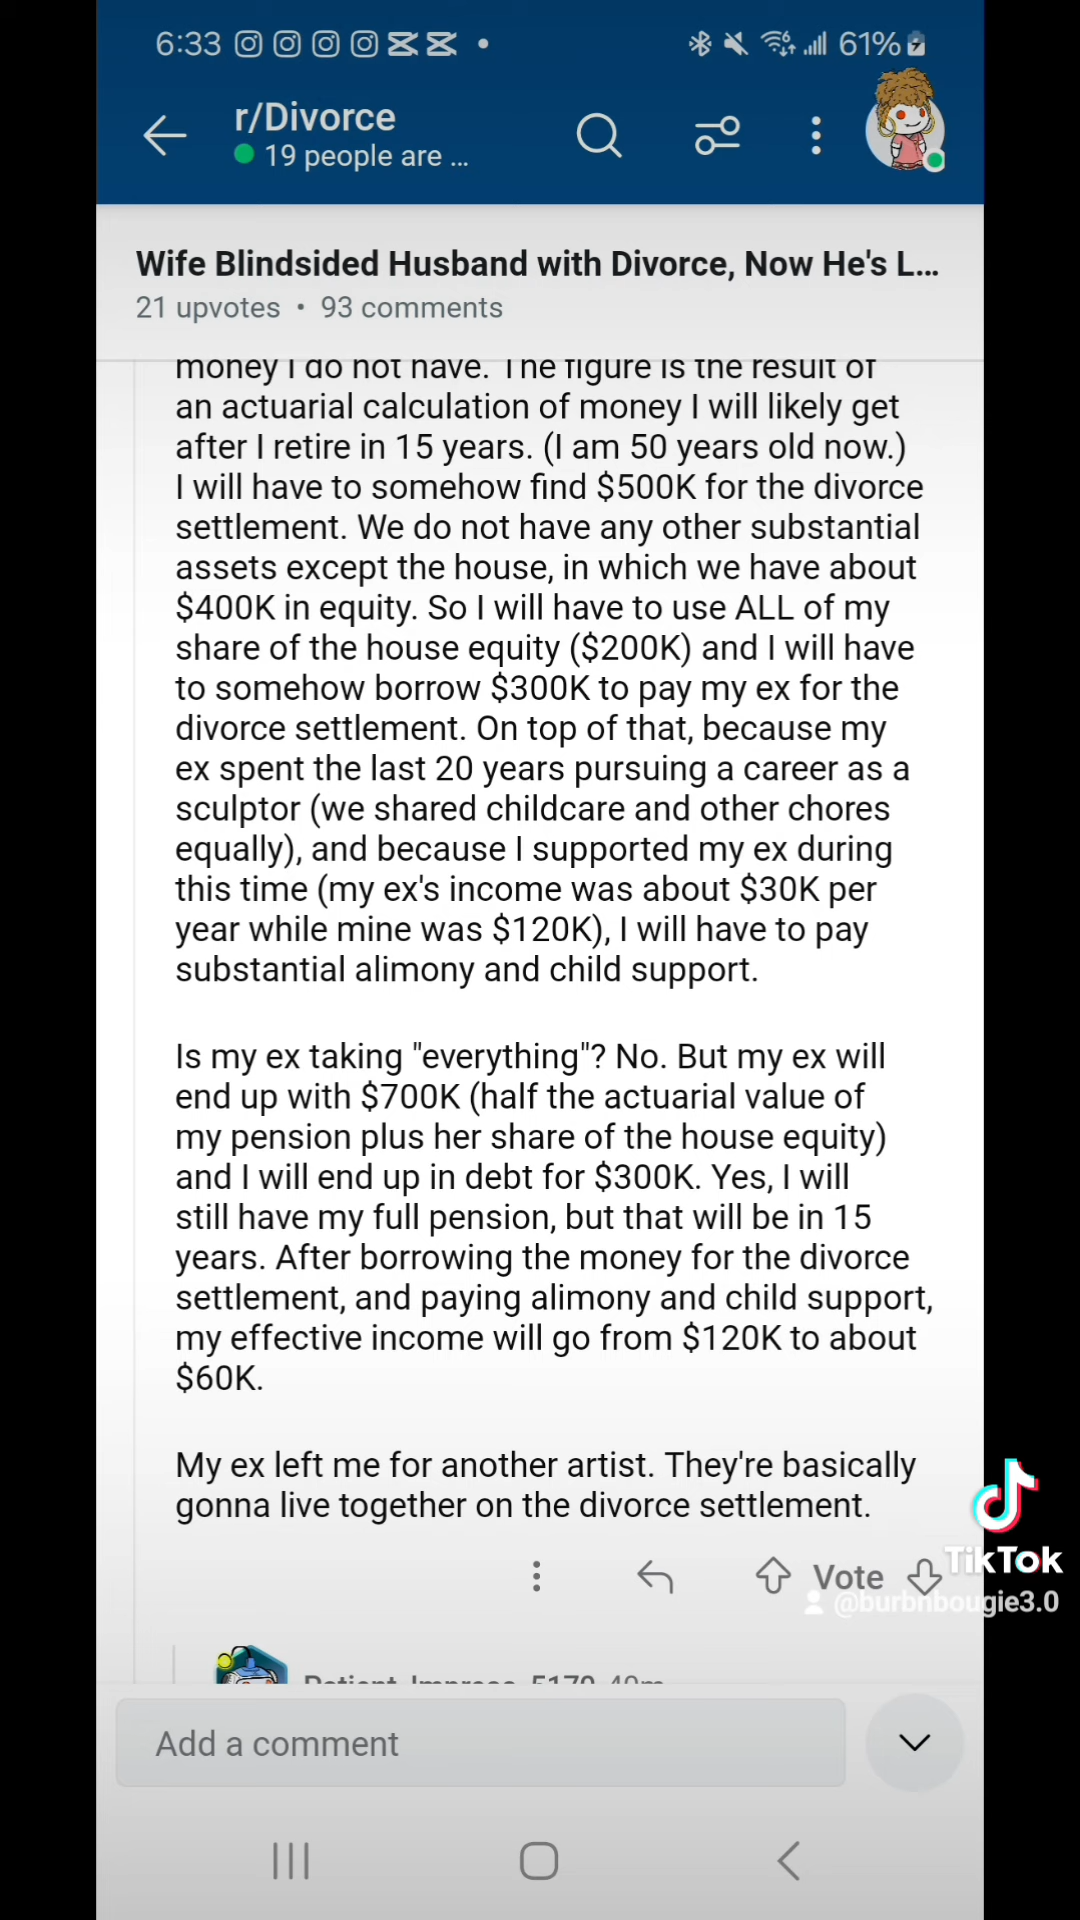 6:33
61%
r/Divorce
19 people are ...
Wife Blindsided Husband with Divorce, Now He's L...
21 upvotes • 93 comments
money I do not have. The figure is the result of
an actuarial calculation of money I will likely get
after I retire in 15 years. (I am 50 years old now.)
I will have to somehow find $500K for the divorce
settlement. We do not have any other substantial
assets except the house, in which we have about
$400K in equity. So I will have to use ALL of my
share of the house equity ($200K) and I will have
to somehow borrow $300K to pay my ex for the
divorce settlement. On top of that, because my
ex spent the last 20 years pursuing a career as a
sculptor (we shared childcare and other chores
equally), and because I supported my ex during
this time (my ex's income was about $30K per
year while mine was $120K), I will have to pay
substantial alimony and child support.
Is my ex taking "everything"? No. But my ex will
end up with $700K (half the actuarial value of
my pension plus her share of the house equity)
and I will end up in debt for $300K. Yes, I will
still have my full pension, but that will be in 15
years. After borrowing the money for the divorce
settlement, and paying alimony and child support,
my effective income will go from $120K to about
$60K.
My ex left me for another artist. They're basically
gonna live together on the divorce settlement.
Vote
TikTok
@burbnbougie3.0
Add a comment